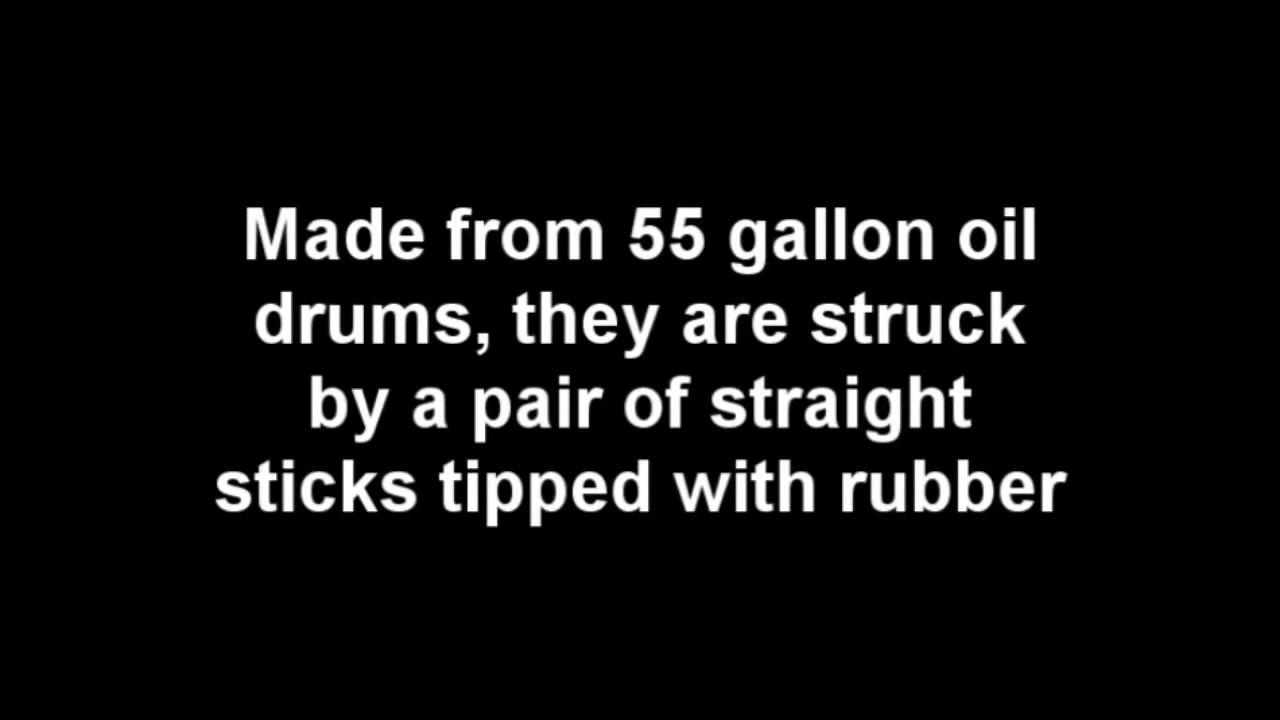 Made from 55 gallon oil
drums, they are struck
by a pair of straight
sticks tipped with rubber